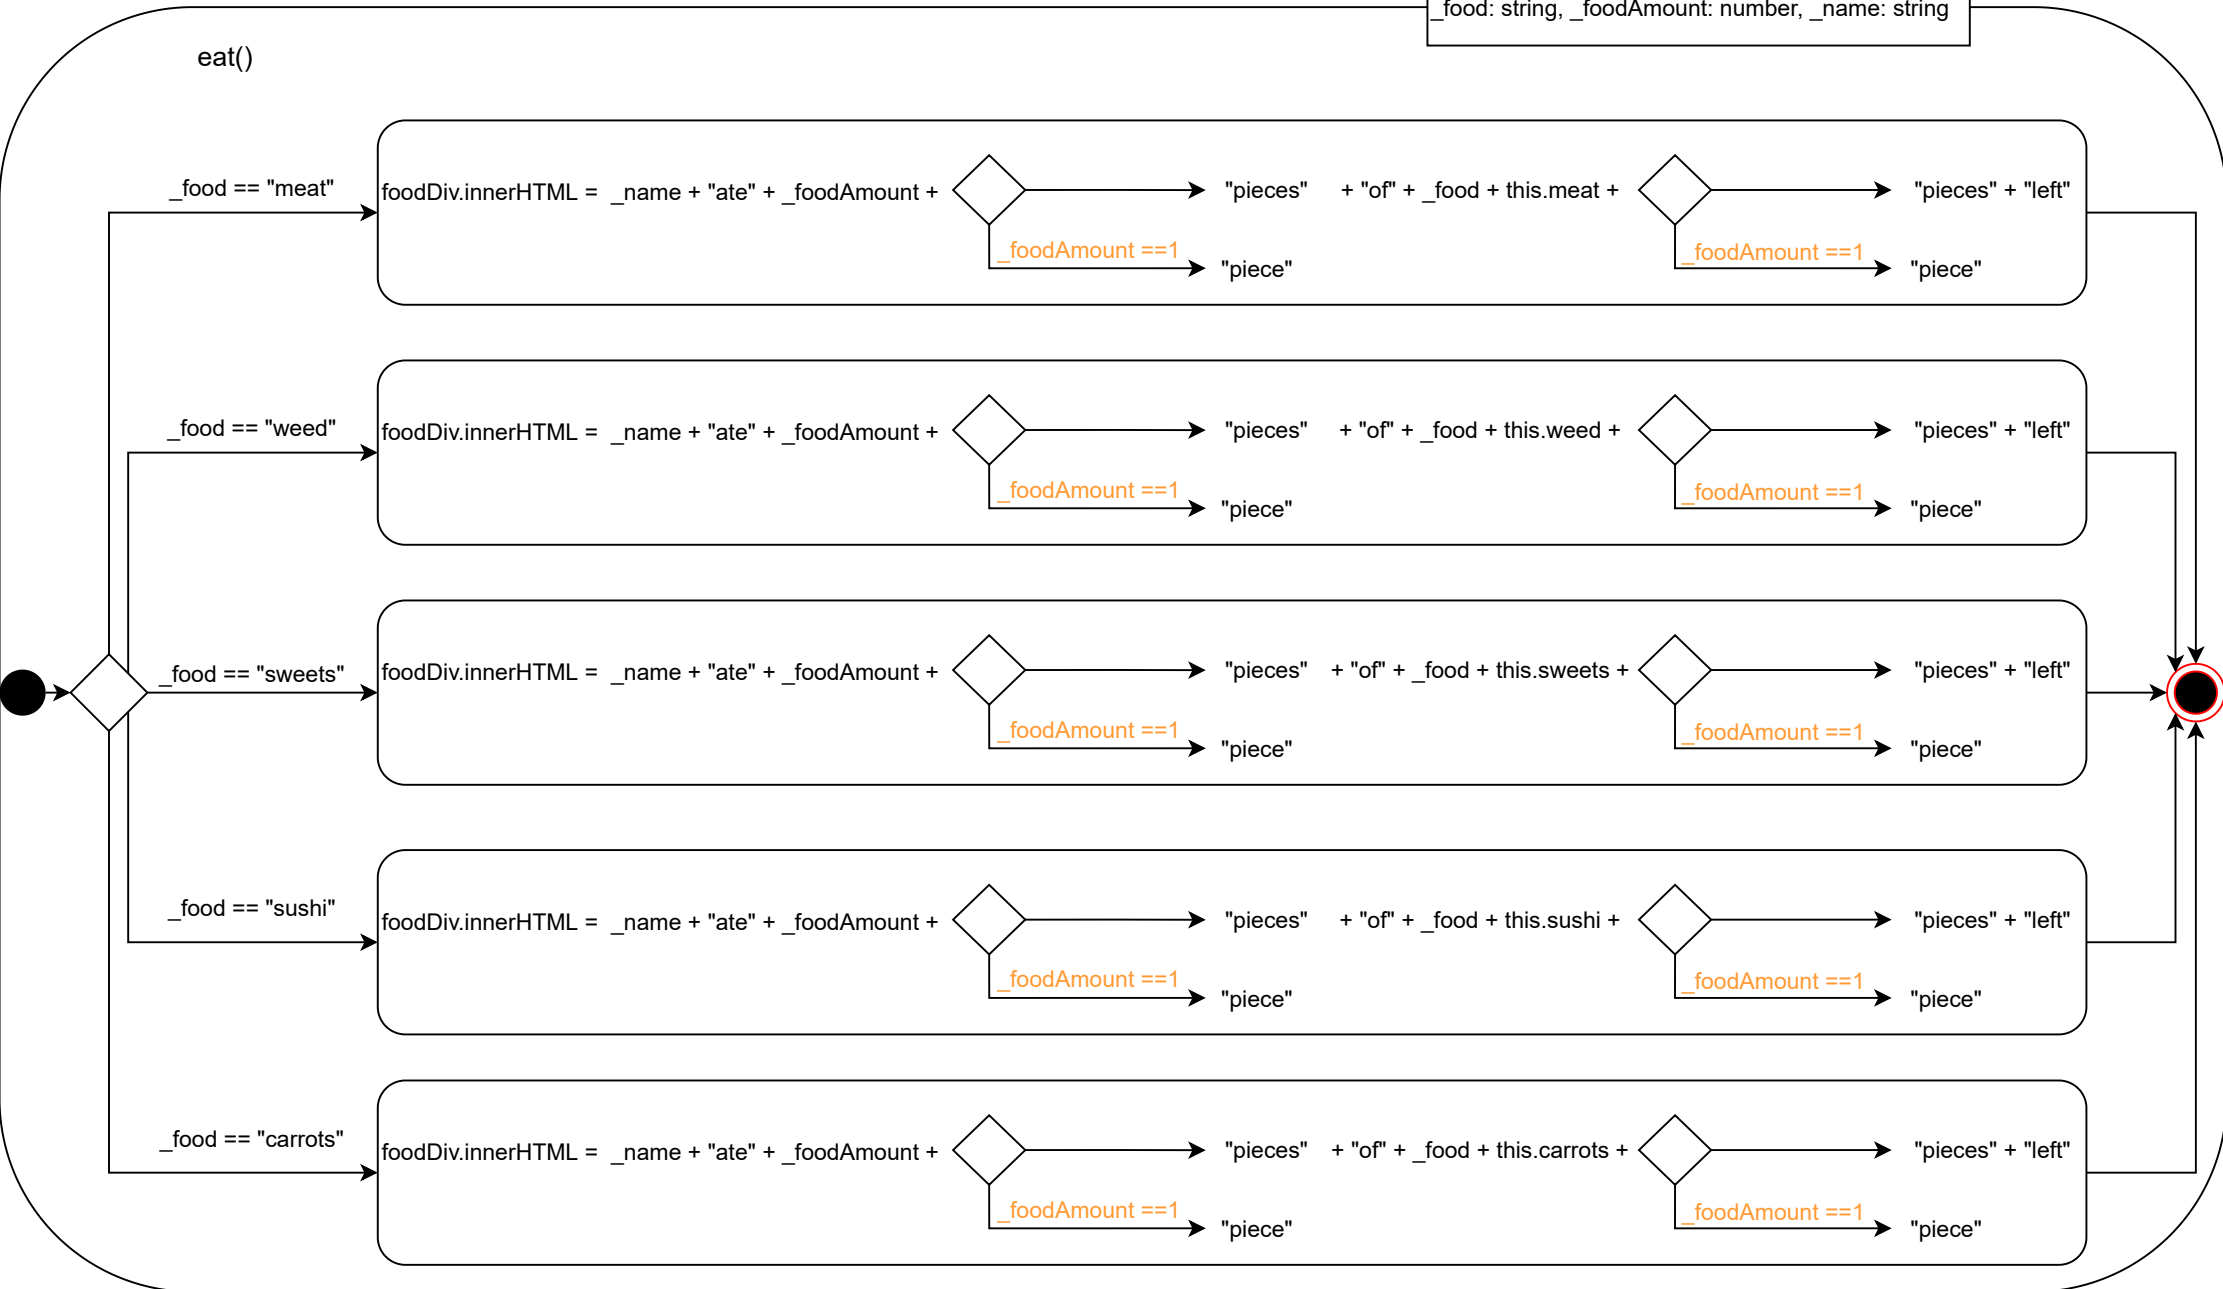 _food: string, _foodAmount: number, _name: string
eat()
_food == "meat"
foodDiv.innerHTML = _name + "ate" + _foodAmount +
"pieces"
+ "of" + _food + this.meat +
"pieces" + "left"
_foodAmount ==1
"piece"
_foodAmount ==1
"piece"
_food == "weed"
foodDiv.innerHTML = _name + "ate" + _foodAmount +
"pieces"
+ "of" + _food + this.weed +
"pieces" + "left"
_foodAmount ==1
"piece"
_foodAmount ==1
"piece"
_food == "sweets"
foodDiv.innerHTML = _name + "ate" + _foodAmount +
"pieces"
+ "of" + _food + this.sweets +
"pieces" + "left"
_foodAmount ==1
"piece"
_foodAmount ==1
"piece"
_food == "sushi"
foodDiv.innerHTML = _name + "ate" + _foodAmount +
"pieces"
+ "of" + _food + this.sushi +
"pieces" + "left"
_foodAmount ==1
"piece"
_foodAmount ==1
"piece"
_food == "carrots"
foodDiv.innerHTML = _name + "ate" + _foodAmount +
"pieces"
+ "of" + _food + this.carrots +
"pieces" + "left"
_foodAmount ==1
"piece"
_foodAmount ==1
"piece"